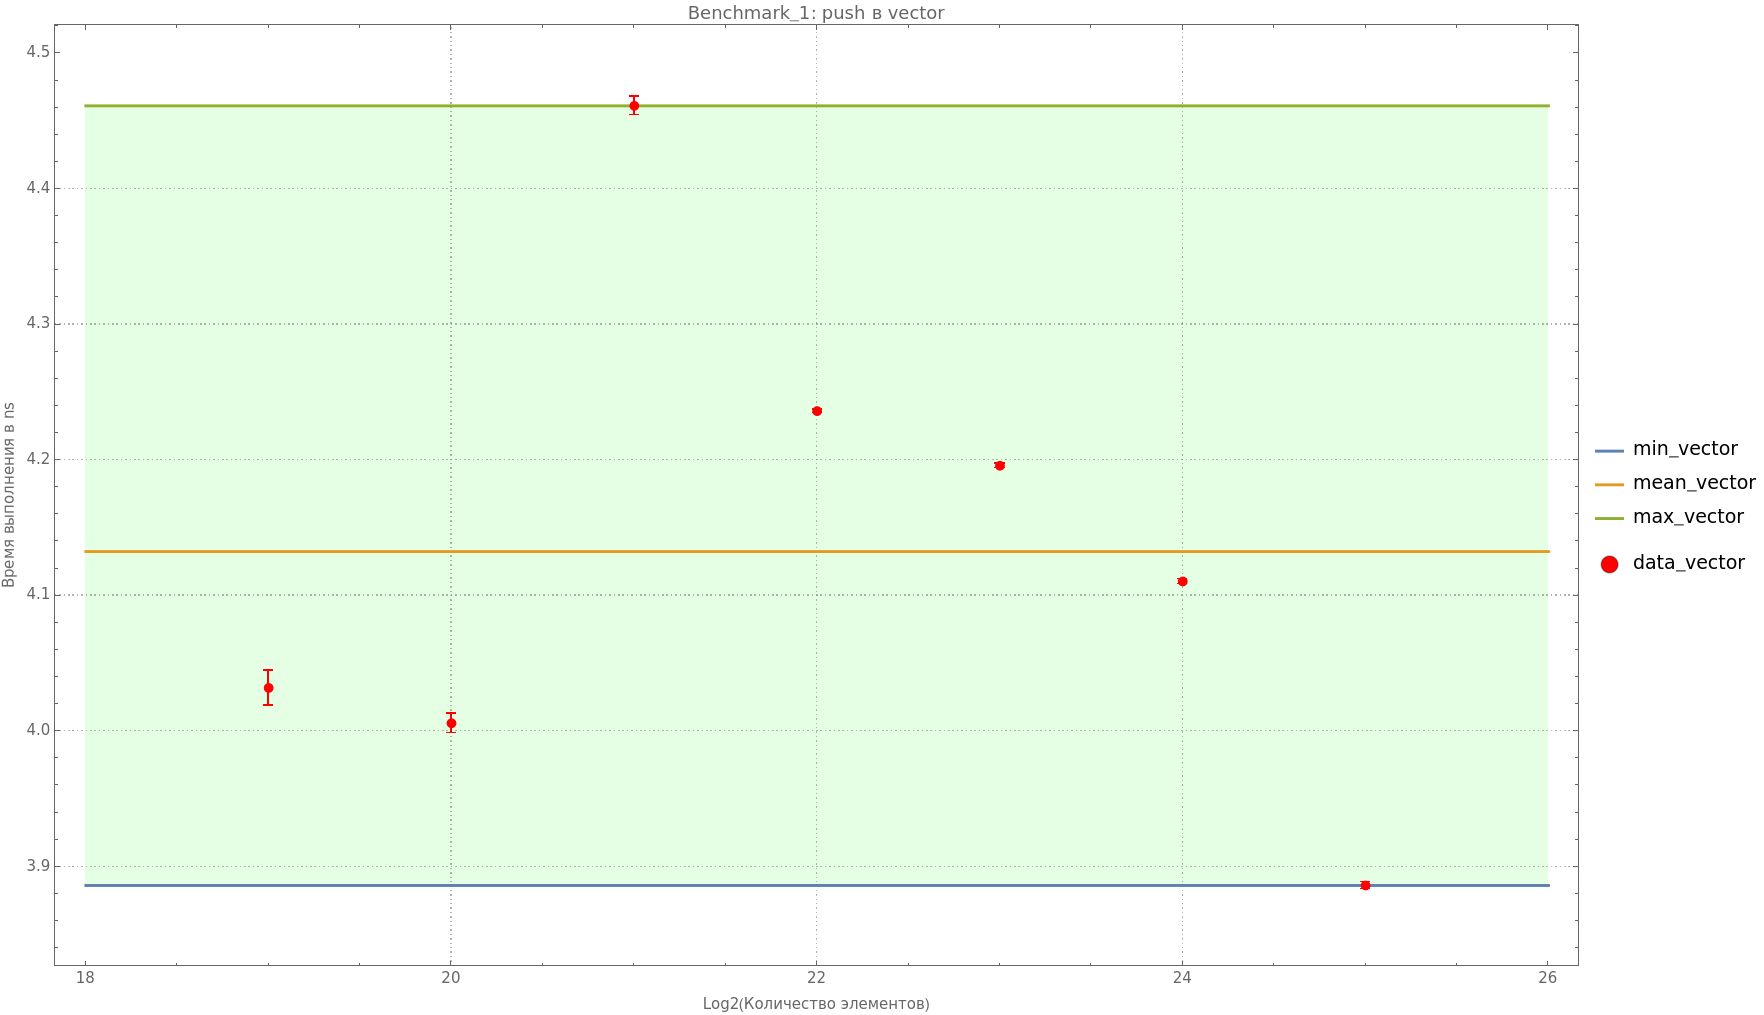 Benchmark_1: push в vector
4.5
4.4
4.3
4.2
4.1
4.0
3.9
Время выполнения в ns
18 20 22 24 26
Log2(Количество элементов)
min_vector
mean_vector
max_vector
data_vector